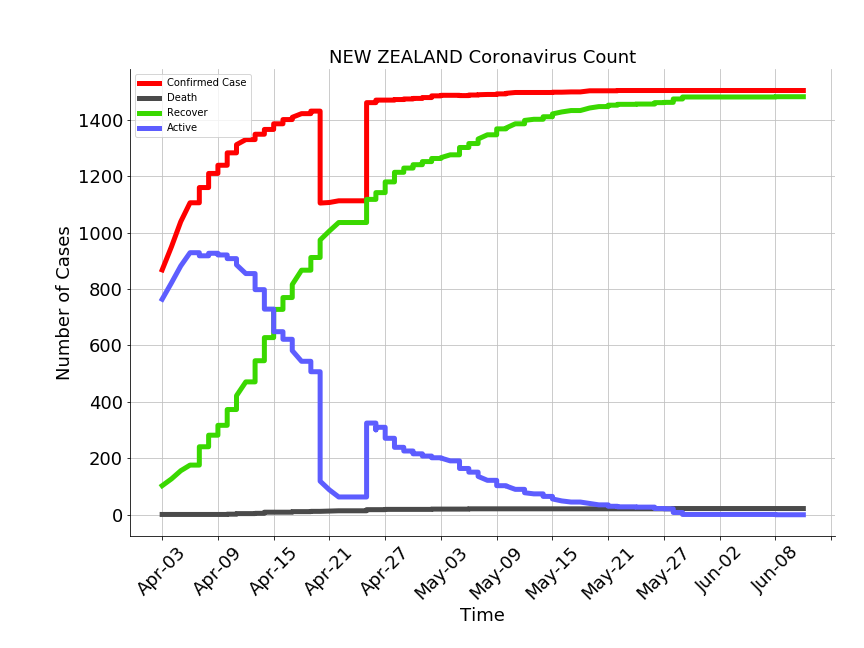 NEW ZEALAND Coronavirus Count
Confirmed Case
Death
Recover
Active
Number of Cases
1400
1200
1000
800
600
400
200
0
Apr-03
Apr-09
Apr-15
Apr-21
Apr-27
May-03
May-09
May-15
May-21
May-27
Jun-02
Jun-08
Time